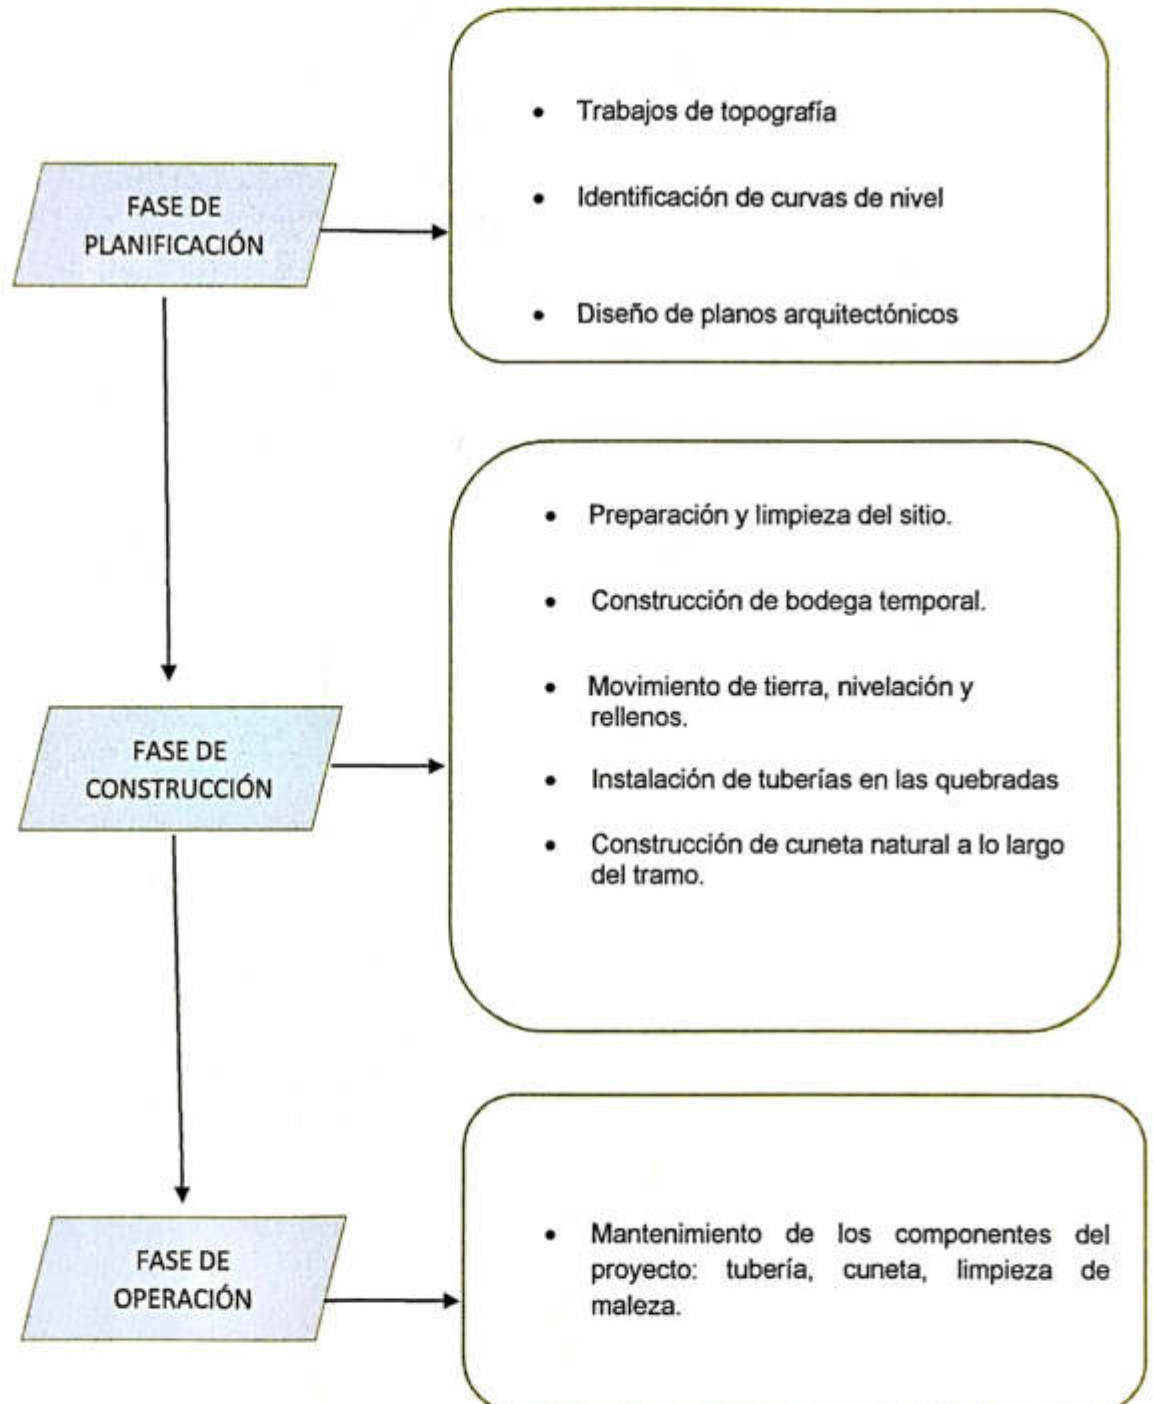 FASE DE
PLANIFICACIÓN
• Trabajos de topografía
• Identificación de curvas de nivel
• Diseño de planos arquitectónicos
FASE DE
CONSTRUCCIÓN
• Preparación y limpieza del sitio.
• Construcción de bodega temporal.
• Movimiento de tierra, nivelación y
rellenos.
• Instalación de tuberías en las quebradas
• Construcción de cuneta natural a lo largo
del tramo.
FASE DE
OPERACIÓN
• Mantenimiento de los componentes del
proyecto: tubería, cuneta, limpieza de
maleza.